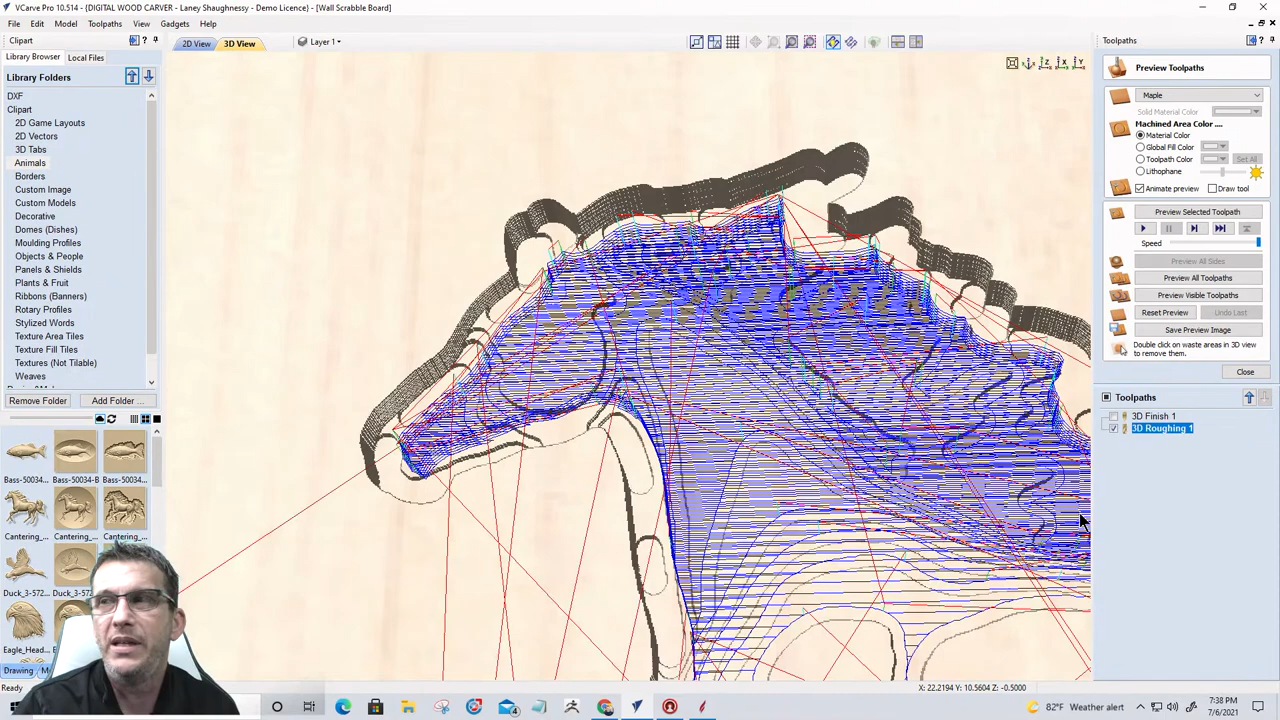 VCarve Pro 10.514 - {DIGITAL WOOD CARVER - Laney Shaughnessy - Demo Licence} - [Wall Scrabble Board]
File Edit Model Toolpaths View Gadgets Help
Clipart
Library Browser Local Files
Library Folders
DXF
Clipart
2D Game Layouts
2D Vectors
3D Tabs
Animals
Borders
Custom Image
Custom Models
Decorative
Domes (Dishes)
Moulding Profiles
Objects & People
Panels & Shields
Plants & Fruit
Ribbons (Banners)
Rotary Profiles
Stylized Words
Texture Area Tiles
Texture Fill Tiles
Textures (Not Tilable)
Weaves
Remove Folder Add Folder ...
Bass-50034... Bass-50034-B Bass-5003...
Cantering_... Cantering_... Cantering_...
Duck_3-572...
Eagle_Head...
Drawing
Ready
2D View 3D View Layer 1
Toolpaths
Preview Toolpaths
Maple
Solid Material Color
Machined Area Color ....
Material Color
Global Fill Color
Toolpath Color Set All
Lithophane
Animate preview Draw tool
Preview Selected Toolpath
Speed
Preview All Sides
Preview All Toolpaths
Preview Visible Toolpaths
Reset Preview Undo Last
Save Preview Image
Double click on waste areas in 3D view
to remove them.
Close
Toolpaths
3D Finish 1
3D Roughing 1
X: 22.2194 Y: 10.5604 Z: -0.5000
82°F Weather alert
7:38 PM
7/6/2021